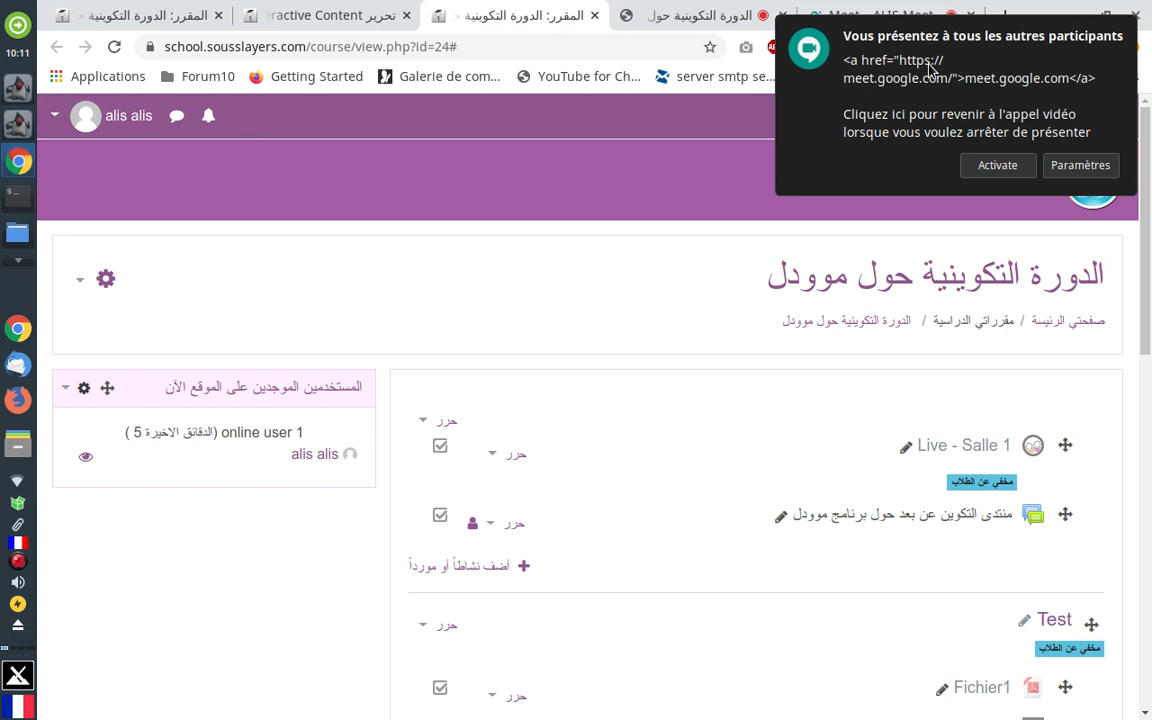 10:11
المقرر: الدورة التكوينية >
تحرير eractive Content
المقرر: الدورة التكوينية >
الدورة التكوينية حول
school.sousslayers.com/course/view.php?id=24#
Applications
Forum10
Getting Started
Galerie de com...
YouTube for Ch...
server smtp se...
Vous présentez à tous les autres participants
<a href="https://
meet.google.com/">meet.google.com</a>
Cliquez ici pour revenir à l'appel vidéo
lorsque vous voulez arrêter de présenter
Activate
Paramètres
alis alis
الدورة التكوينية حول موودل
صفحتي الرئيسة / مقرراتي الدراسية / الدورة التكوينية حول موودل
المستخدمين الموجدين على الموقع الآن
online user 1 (الدقائق الاخيرة 5 )
alis alis
حرر
Live - Salle 1
حرر
مخفي عن الطلاب
منتدى التكوين عن بعد حول برنامج موودل
حرر
أضف نشاطاً أو مورداً
Test
حرر
مخفي عن الطلاب
Fichier1
حرر